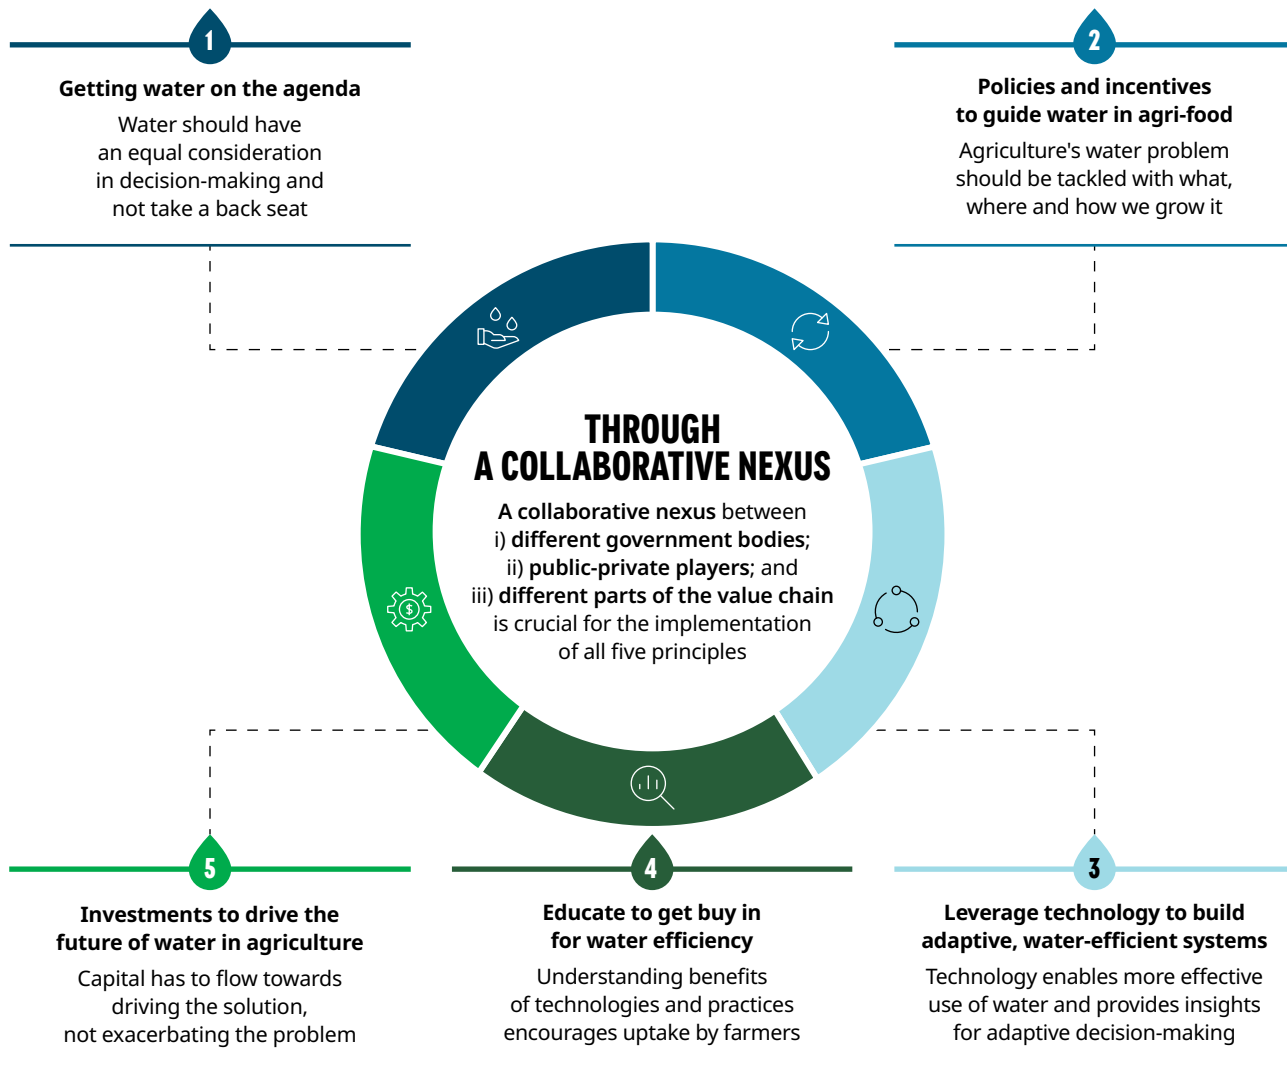 1
Getting water on the agenda
Water should have
an equal consideration
in decision-making and
not take a back seat
2
Policies and incentives
to guide water in agri-food
Agriculture's water problem
should be tackled with what,
where and how we grow it
THROUGH
A COLLABORATIVE NEXUS
A collaborative nexus between
i) different government bodies;
ii) public-private players; and
iii) different parts of the value chain
is crucial for the implementation
of all five principles
$
5
Investments to drive the
future of water in agriculture
Capital has to flow towards
driving the solution,
not exacerbating the problem
4
Educate to get buy in
for water efficiency
Understanding benefits
of technologies and practices
encourages uptake by farmers
3
Leverage technology to build
adaptive, water-efficient systems
Technology enables more effective
use of water and provides insights
for adaptive decision-making